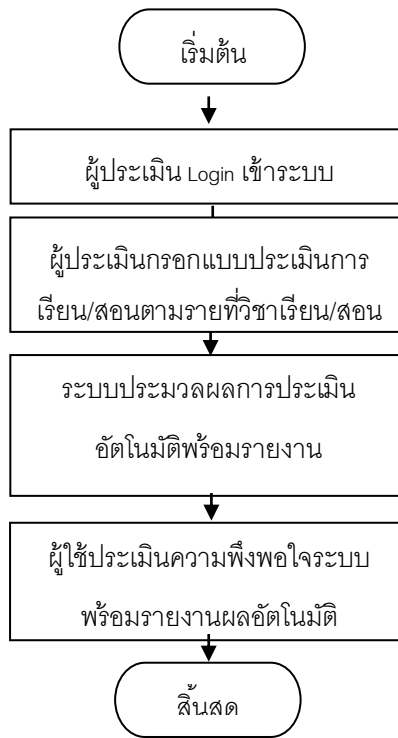 เริ่มต้น
ผู้ประเมิน Login เข้าระบบ
ผู้ประเมินกรอกแบบประเมินการ
เรียน/สอนตามรายที่วิชาเรียน/สอน
ระบบประมวลผลการประเมิน
อัตโนมัติพร้อมรายงาน
ผู้ใช้ประเมินความพึงพอใจระบบ
พร้อมรายงานผลอัตโนมัติ
สิ้นสด